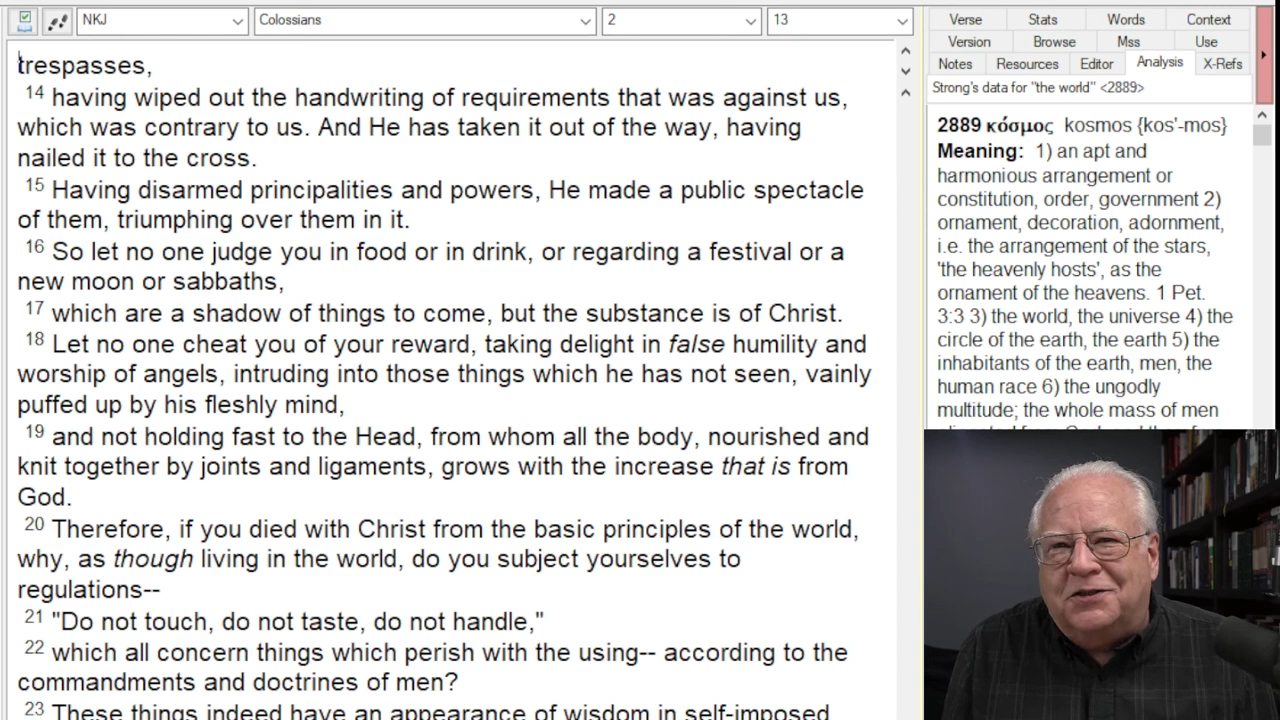 NKJ Colossians 2 13
trespasses,
14 having wiped out the handwriting of requirements that was against us,
which was contrary to us. And He has taken it out of the way, having
nailed it to the cross.
15 Having disarmed principalities and powers, He made a public spectacle
of them, triumphing over them in it.
16 So let no one judge you in food or in drink, or regarding a festival or a
new moon or sabbaths,
17 which are a shadow of things to come, but the substance is of Christ.
18 Let no one cheat you of your reward, taking delight in false humility and
worship of angels, intruding into those things which he has not seen, vainly
puffed up by his fleshly mind,
19 and not holding fast to the Head, from whom all the body, nourished and
knit together by joints and ligaments, grows with the increase that is from
God.
20 Therefore, if you died with Christ from the basic principles of the world,
why, as though living in the world, do you subject yourselves to
regulations--
21 "Do not touch, do not taste, do not handle,"
22 which all concern things which perish with the using-- according to the
commandments and doctrines of men?
23 These things indeed have an appearance of wisdom in self-imposed
Verse Stats Words Context
Version Browse Mss Use
Notes Resources Editor Analysis X-Refs
Strong's data for "the world" <2889>
2889 κόσμος kosmos {kos'-mos}
Meaning: 1) an apt and
harmonious arrangement or
constitution, order, government 2)
ornament, decoration, adornment,
i.e. the arrangement of the stars,
'the heavenly hosts', as the
ornament of the heavens. 1 Pet.
3:3 3) the world, the universe 4) the
circle of the earth, the earth 5) the
inhabitants of the earth, men, the
human race 6) the ungodly
multitude; the whole mass of men